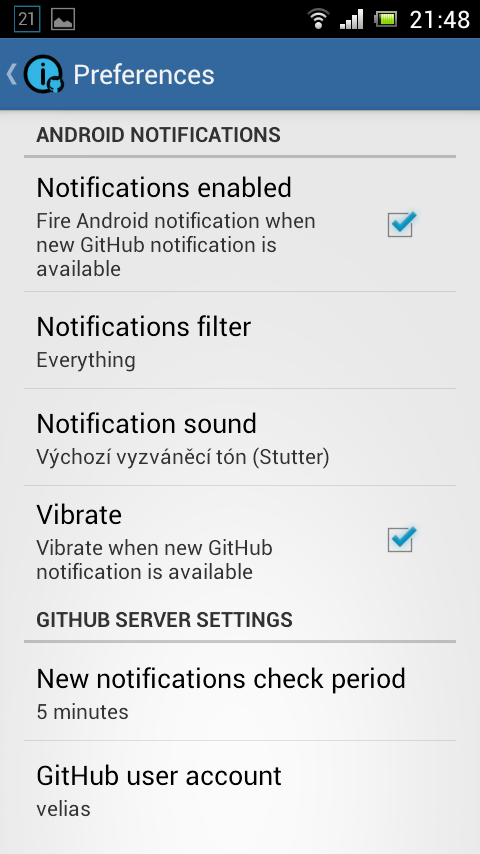 21
21:48
i
Preferences
ANDROID NOTIFICATIONS
Notifications enabled
Fire Android notification when
new GitHub notification is
available
Notifications filter
Everything
Notification sound
Výchozí vyzváněcí tón (Stutter)
Vibrate
Vibrate when new GitHub
notification is available
GITHUB SERVER SETTINGS
New notifications check period
5 minutes
GitHub user account
velias